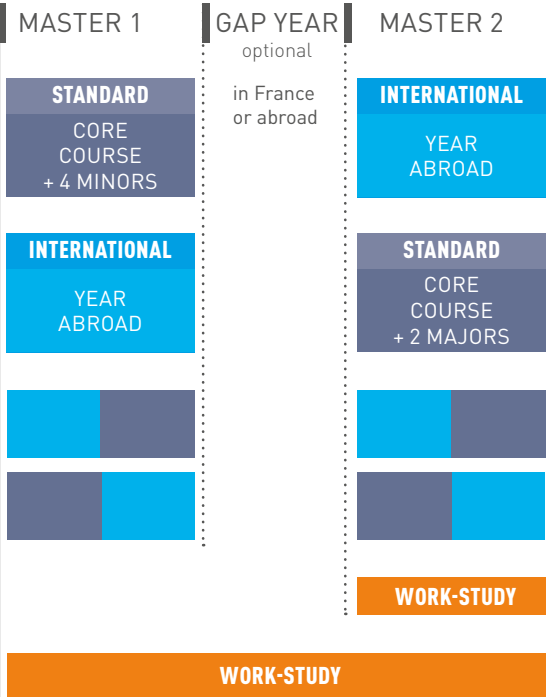 MASTER 1
GAP YEAR
optional
in France
or abroad
MASTER 2
STANDARD
CORE
COURSE
+ 4 MINORS
INTERNATIONAL
YEAR
ABROAD
INTERNATIONAL
YEAR
ABROAD
STANDARD
CORE
COURSE
+ 2 MAJORS
WORK-STUDY
WORK-STUDY